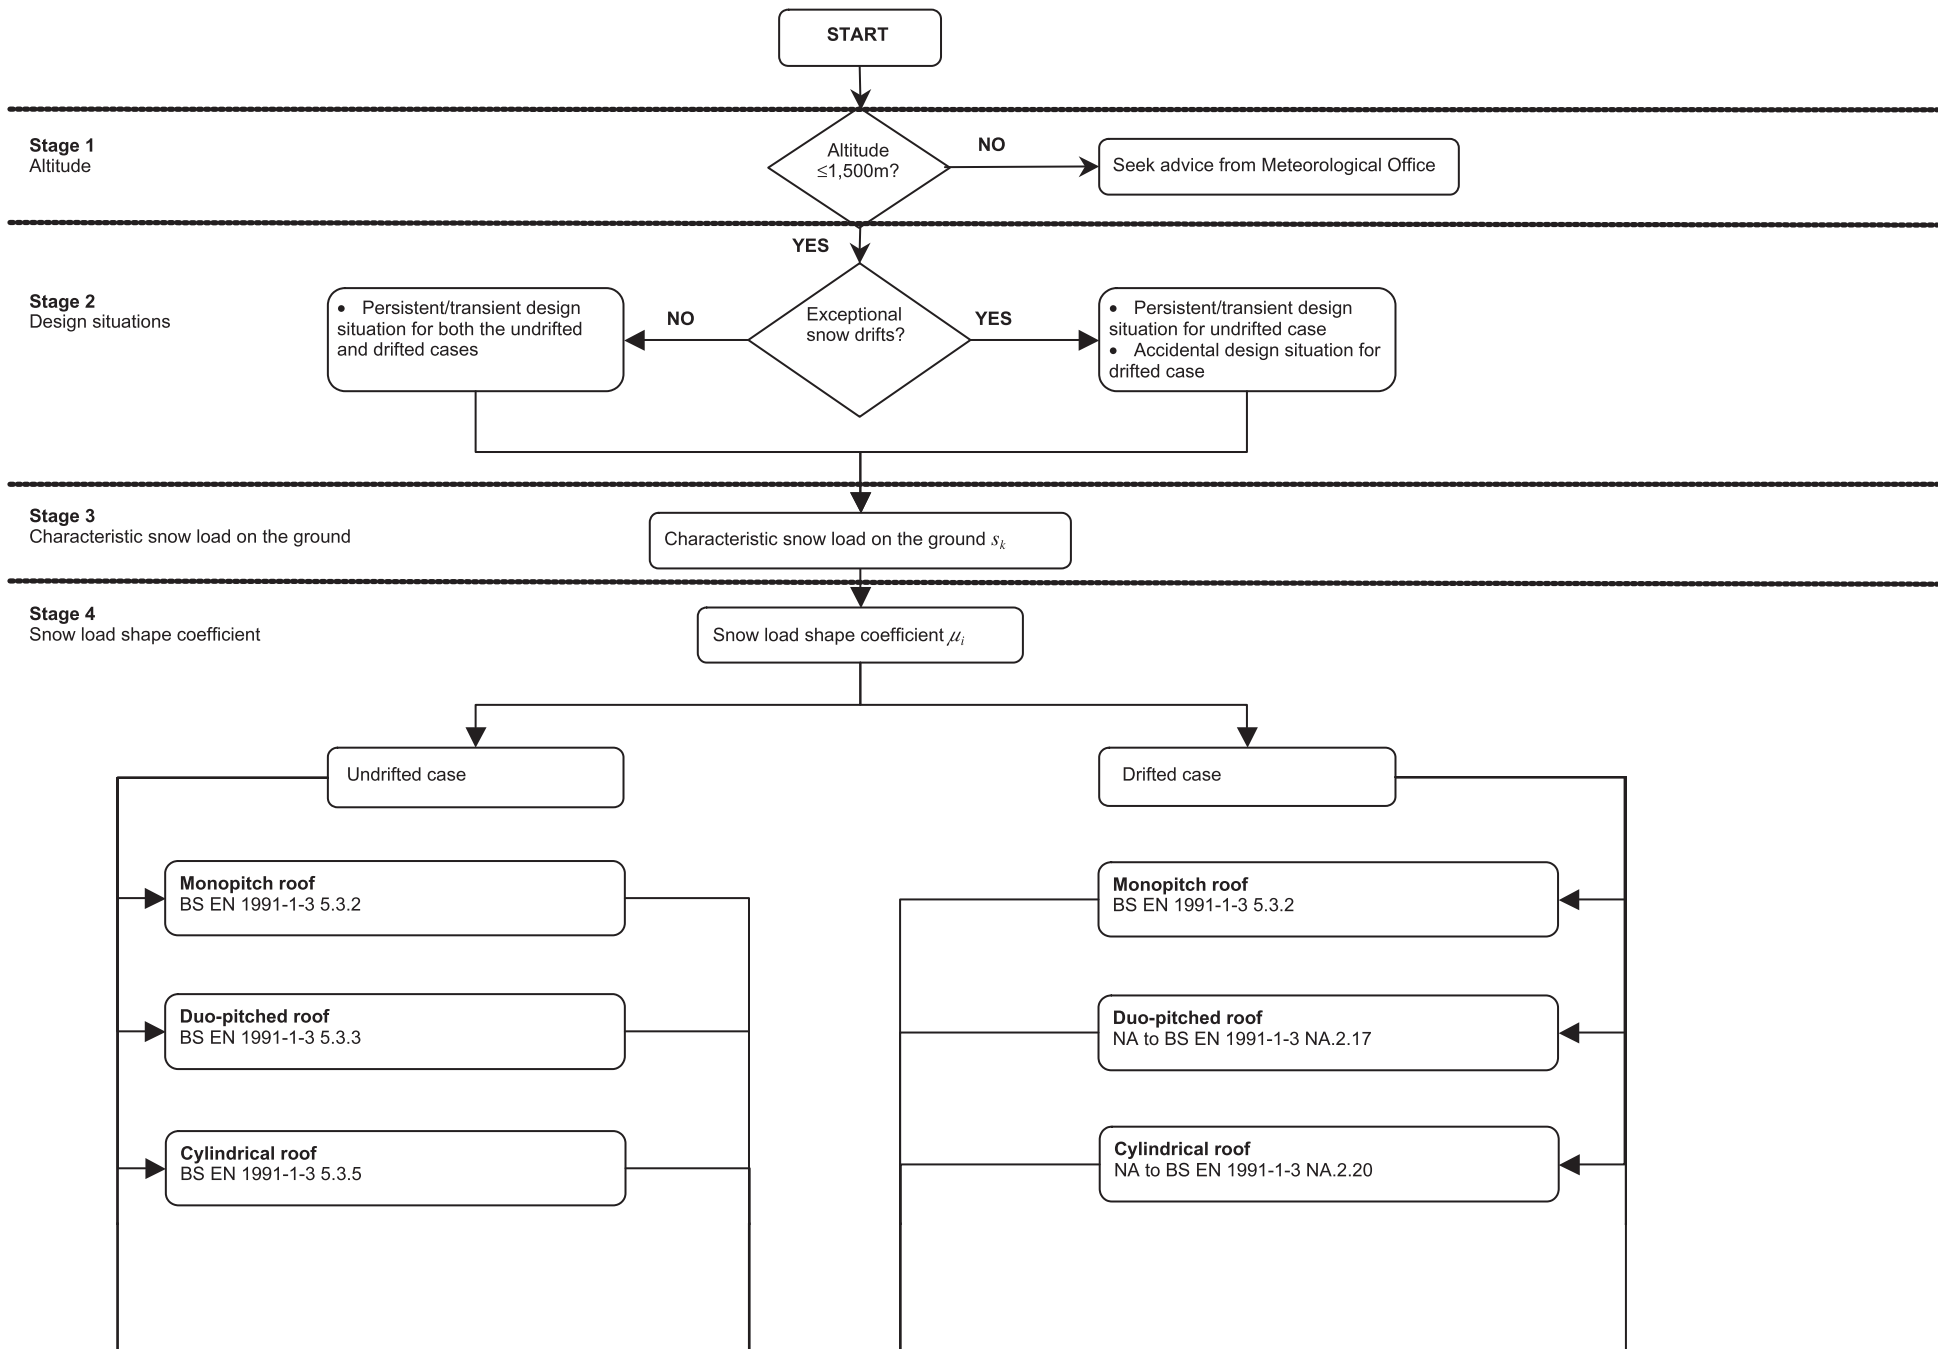 START
Stage 1
Altitude
Altitude
≤1,500m?
NO
Seek advice from Meteorological Office
YES
Stage 2
Design situations
• Persistent/transient design
situation for both the undrifted
and drifted cases
NO
Exceptional
snow drifts?
YES
• Persistent/transient design
situation for undrifted case
• Accidental design situation for
drifted case
Stage 3
Characteristic snow load on the ground
Characteristic snow load on the ground sₖ
Stage 4
Snow load shape coefficient
Snow load shape coefficient μᵢ
Undrifted case
Drifted case
Monopitch roof
BS EN 1991-1-3 5.3.2
Monopitch roof
BS EN 1991-1-3 5.3.2
Duo-pitched roof
BS EN 1991-1-3 5.3.3
Duo-pitched roof
NA to BS EN 1991-1-3 NA.2.17
Cylindrical roof
BS EN 1991-1-3 5.3.5
Cylindrical roof
NA to BS EN 1991-1-3 NA.2.20